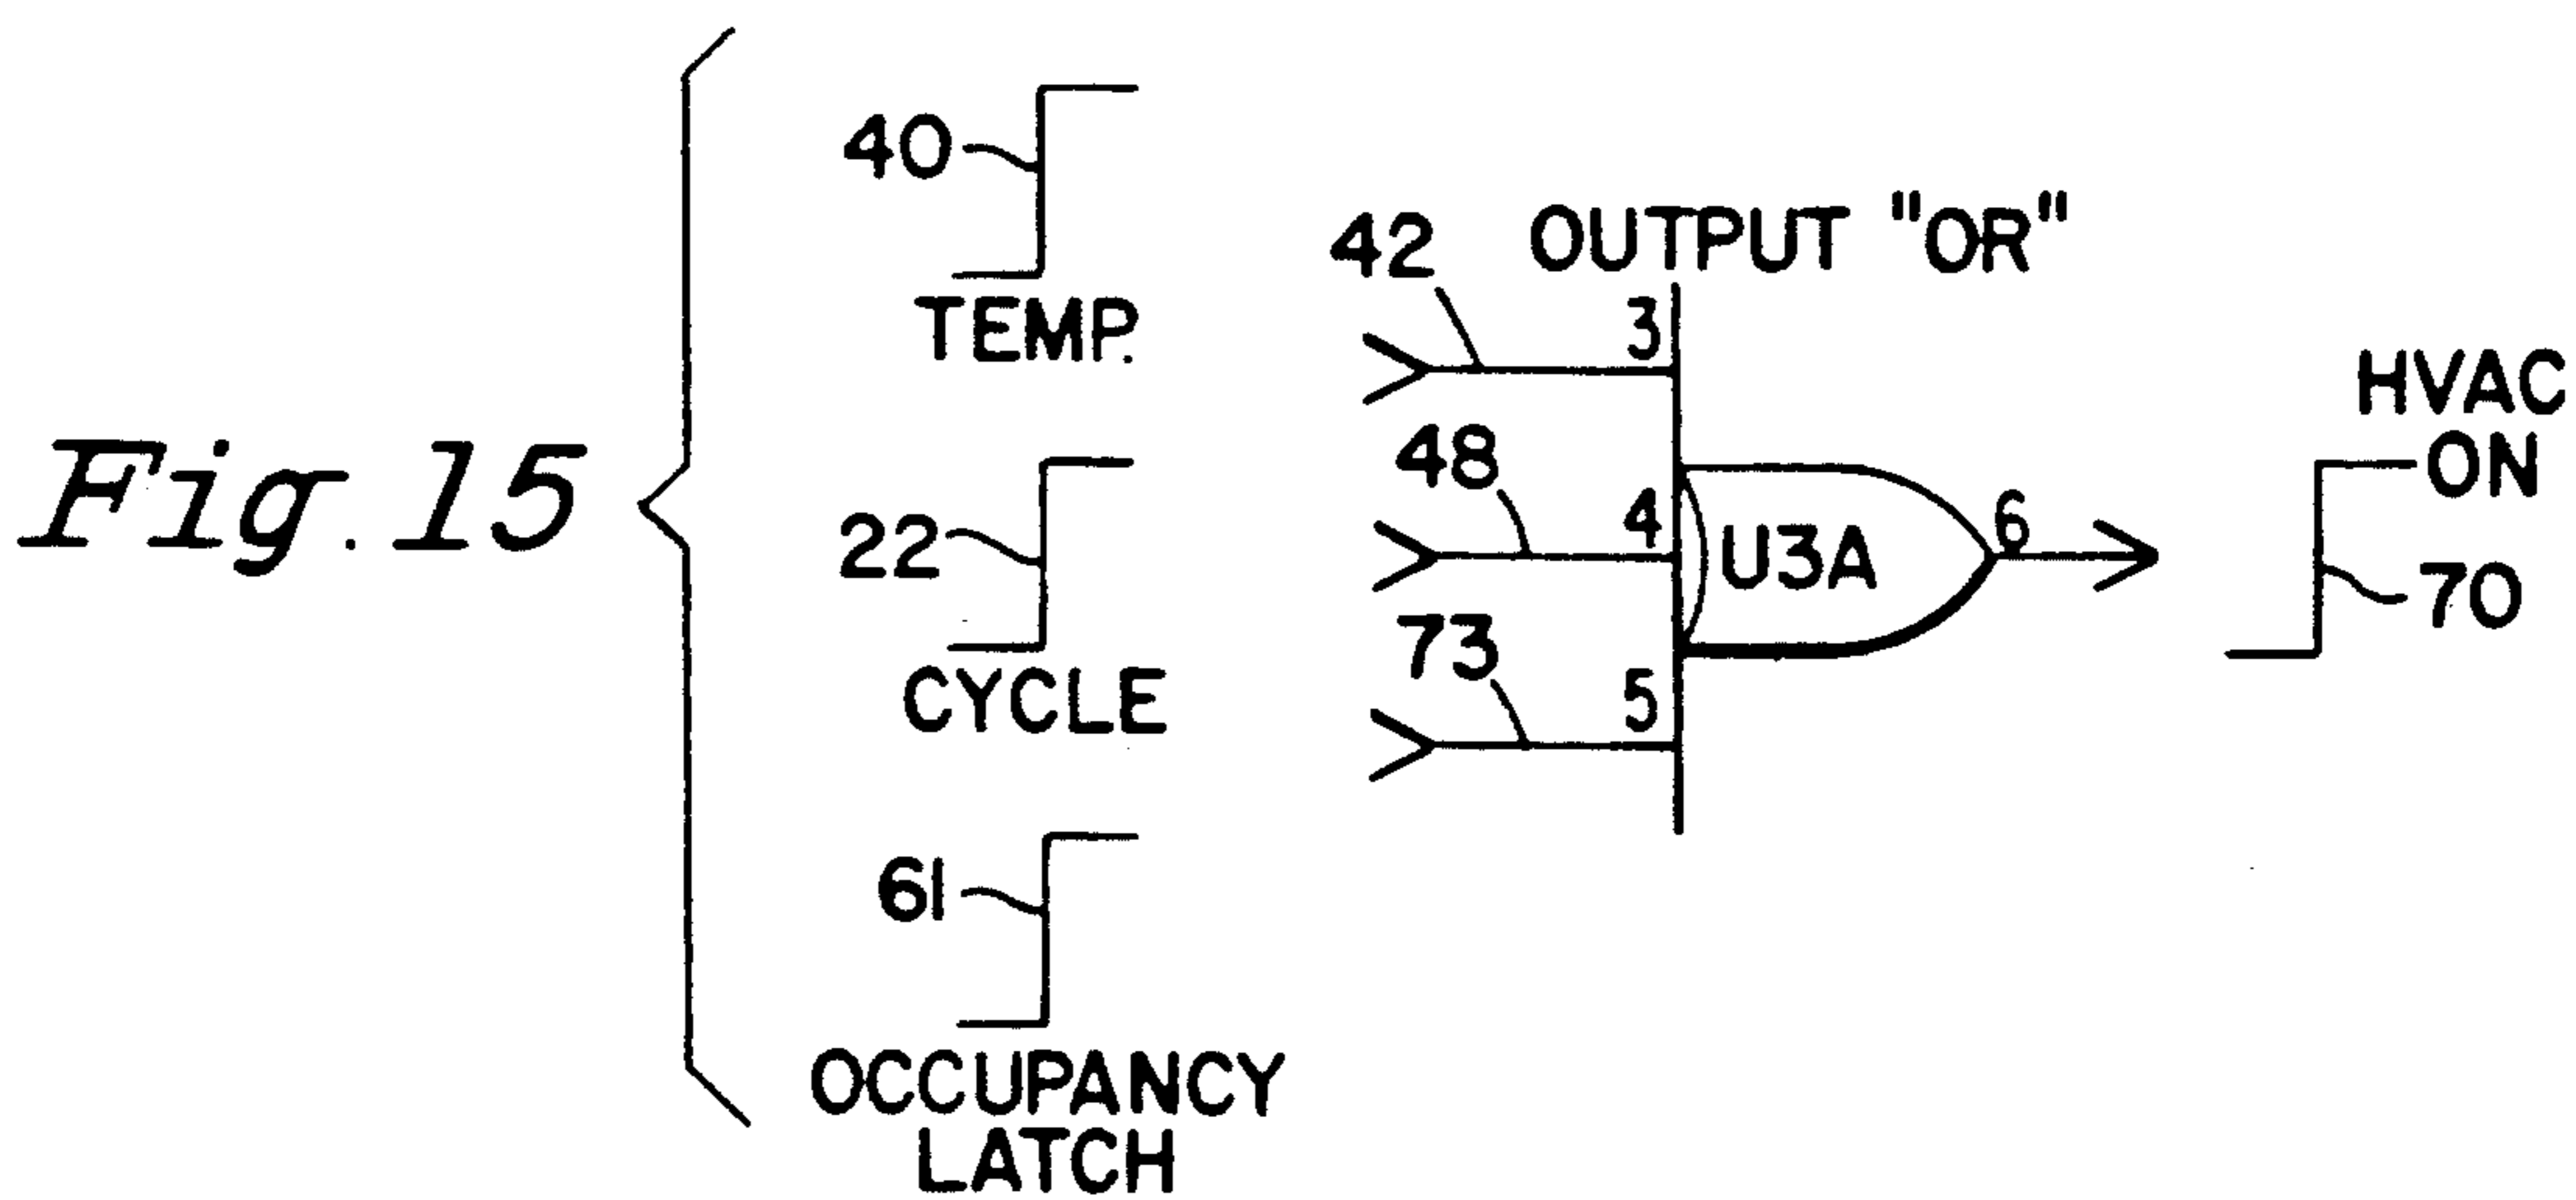 Fig. 15
40
TEMP.
22
CYCLE
61
OCCUPANCY
LATCH
OUTPUT "OR"
42
3
48
4
73
5
U3A
6
HVAC
ON
70